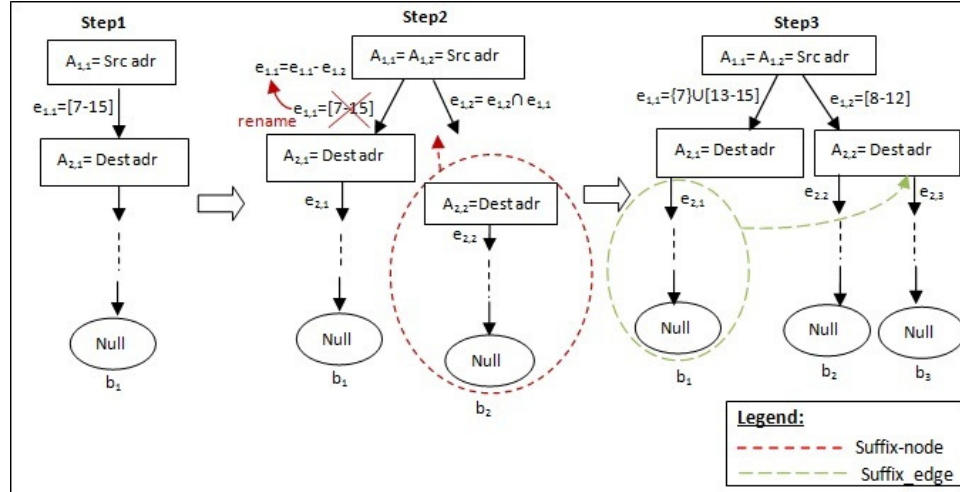 Step1
A1,1= Src adr
e1.1=[7-15]
A2,1= Dest adr
Null
b1
Step2
A1,1= A1,2= Src adr
e1.1=e1.1- e1.2
rename
e1,1=[7-15]
e1,2= e1,2∩ e1,1
A2,1= Dest adr
e2,1
A2,2=Dest adr
e2,2
Null
b1
Null
b2
Step3
A1,1= A1,2= Src adr
e1,1={7}∪[13-15]
e1,2=[8-12]
A2,1= Dest adr
A2,2= Dest adr
e2,1
e2,2
e2,3
Null
b1
Null
b2
Null
b3
Legend:
Suffix-node
Suffix_edge